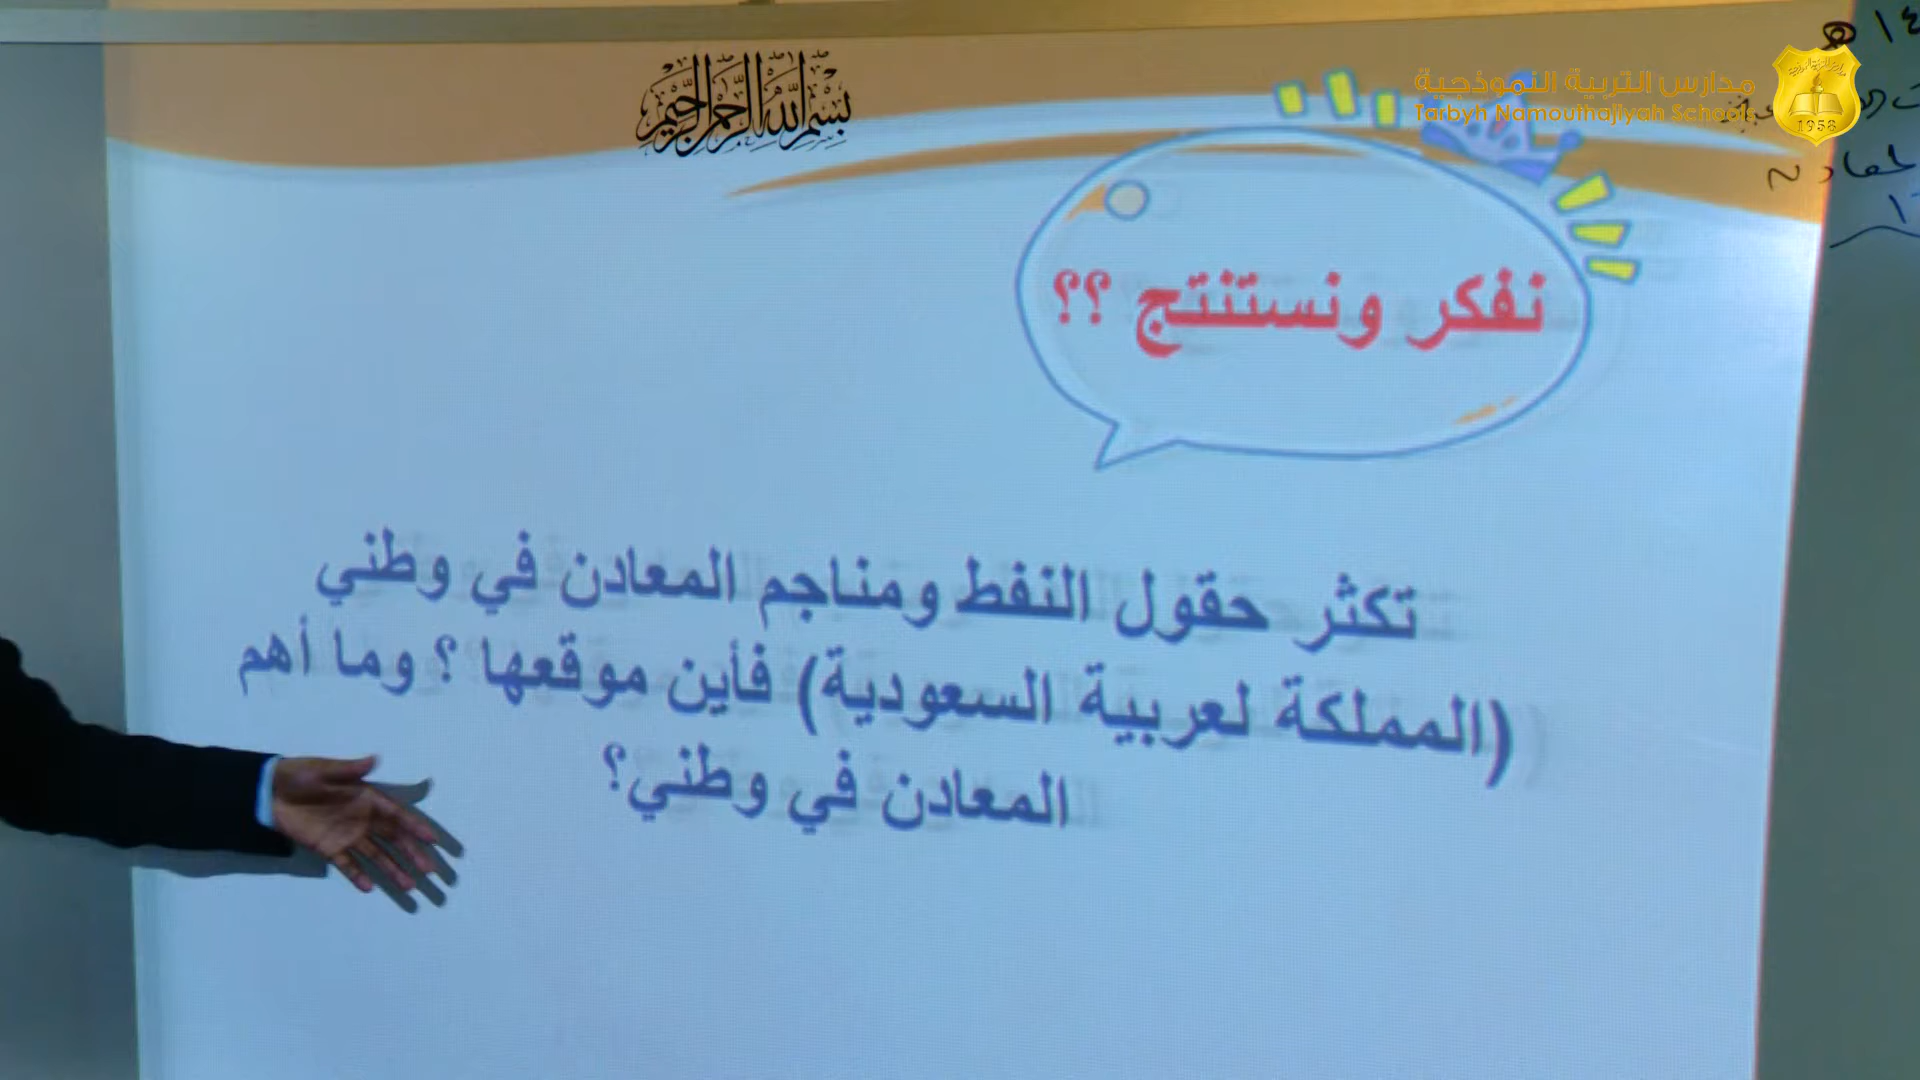 بسم الله الرحمن الرحيم
مدارس التربية النموذجية
Tarbyh Namouthajiyah Schools
1958
نفكر ونستنتج ؟؟
تكثر حقول النفط ومناجم المعادن في وطني
(المملكة لعربية السعودية) فأين موقعها ؟ وما أهم
المعادن في وطني؟